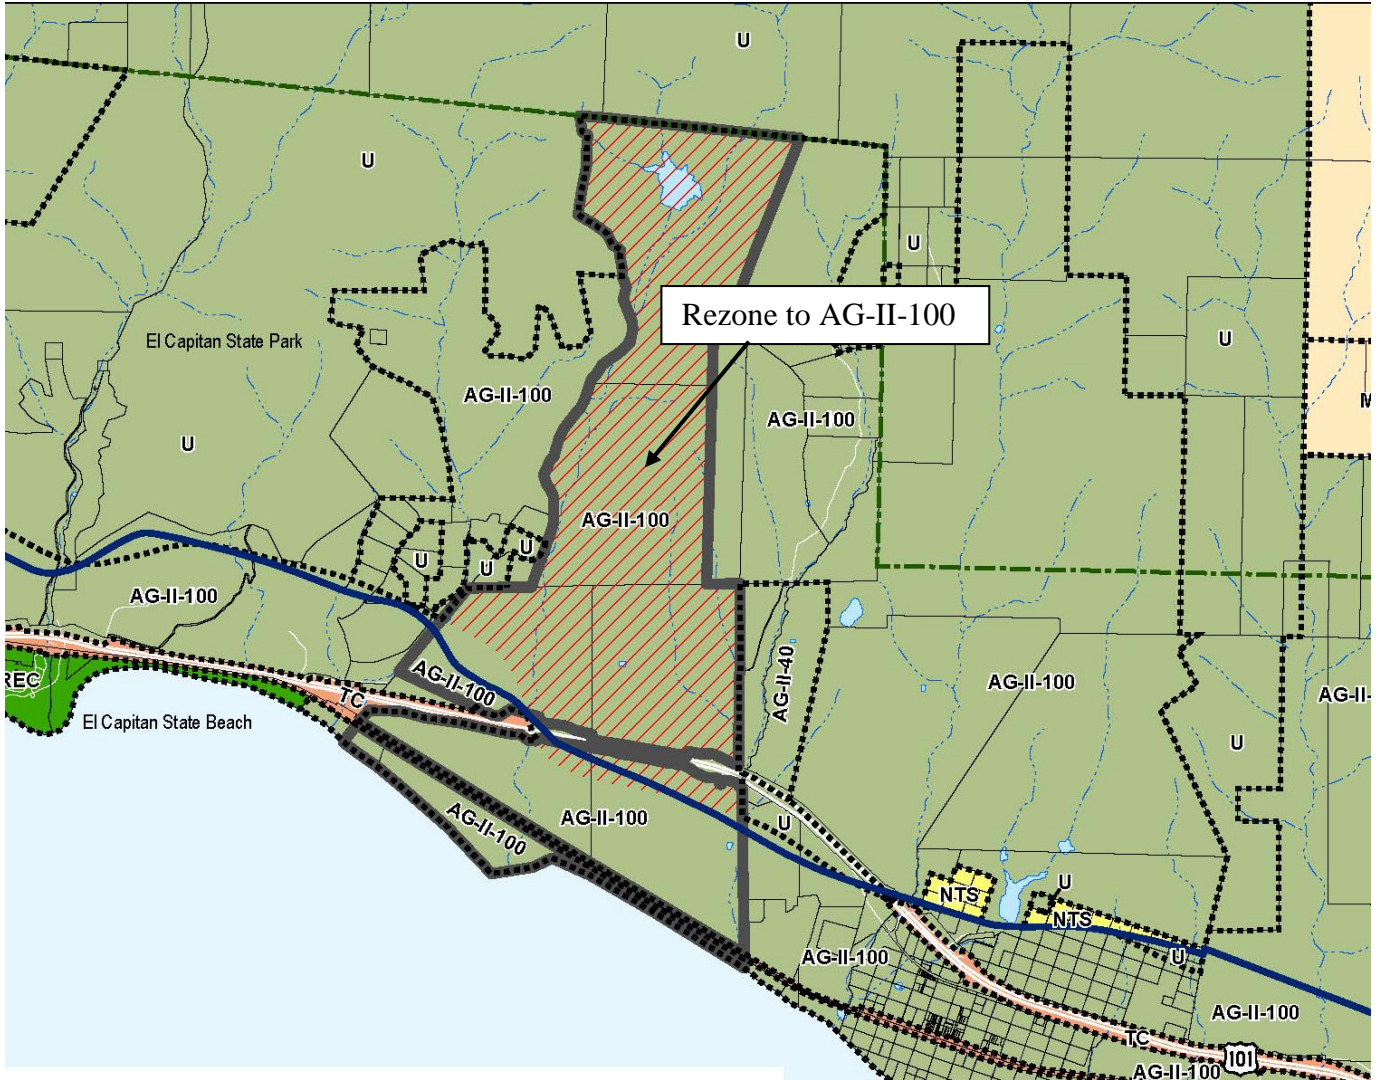 U
U
U
Rezone to AG-II-100
El Capitan State Park
U
AG-II-100
AG-II-100
M
U
AG-II-100
U
U
U
AG-II-100
AG-II-40
AG-II-100
AG-II-100
REC
TC
AG-II-
El Capitan State Beach
U
AG-II-100
AG-II-100
U
NTS
U
NTS
AG-II-100
U
AG-II-100
TC
101
AG-II-100